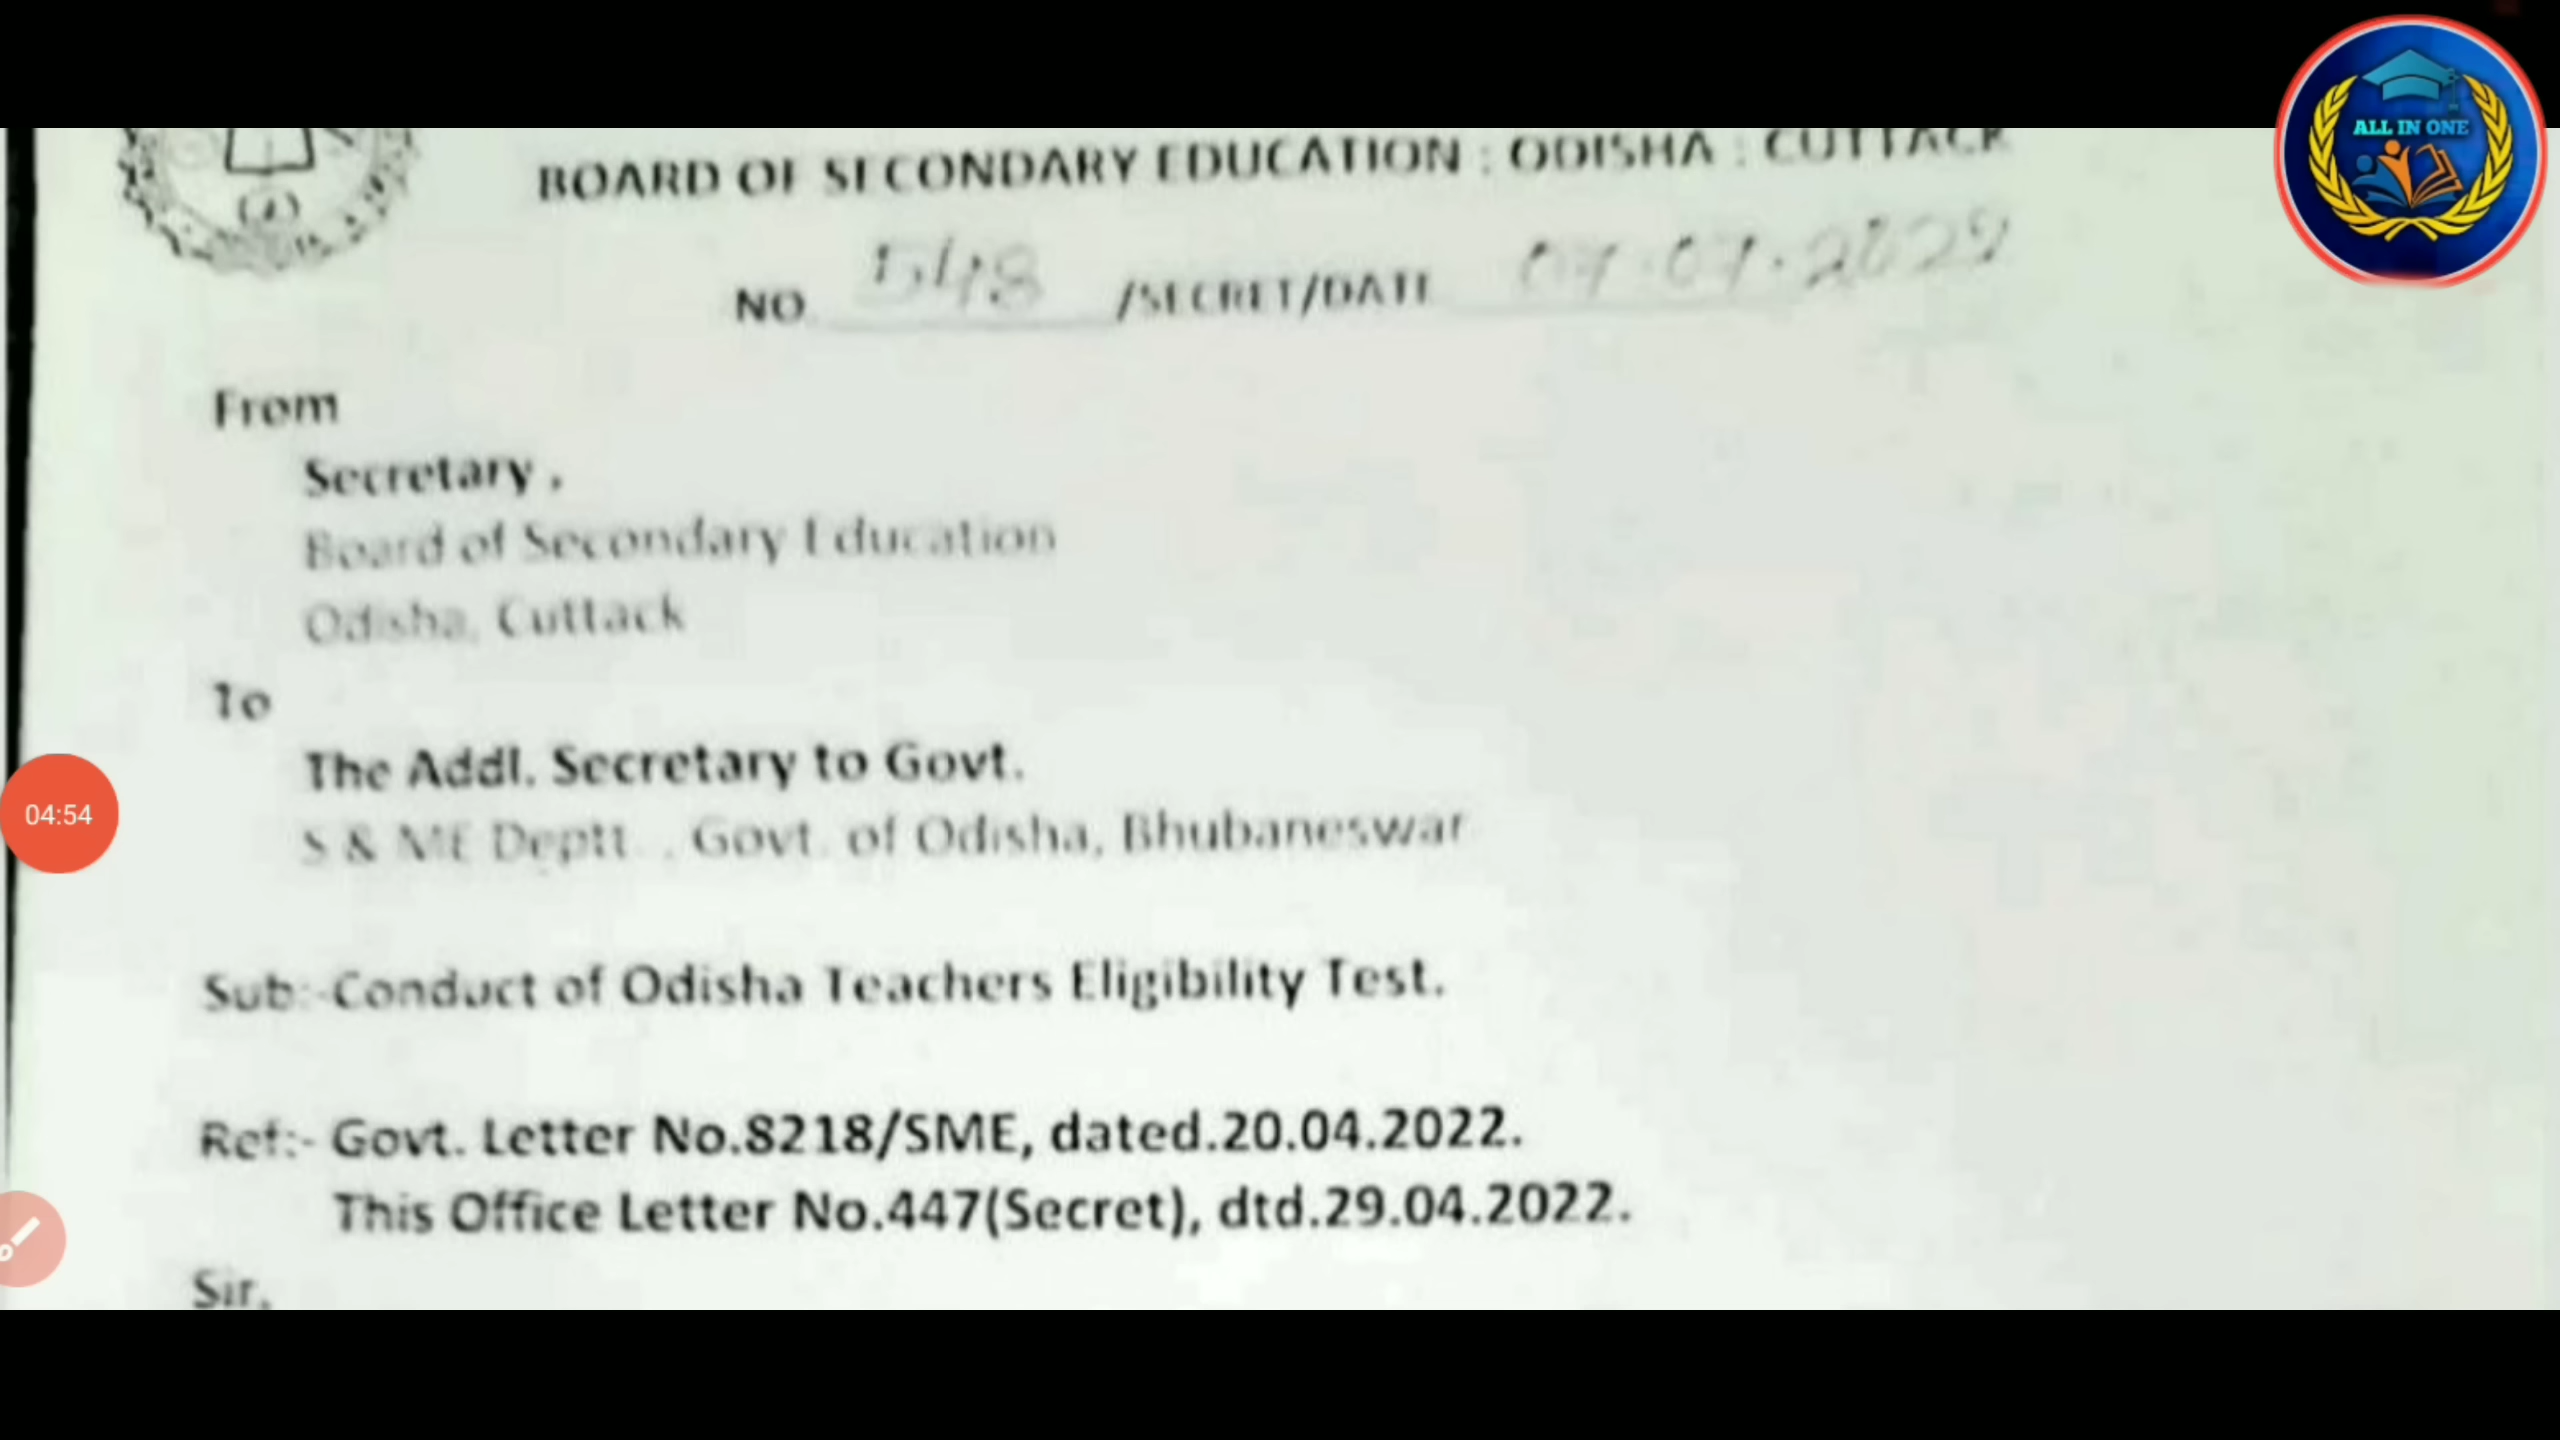 ALL IN ONE
BOARD OF SECONDARY EDUCATION : ODISHA : CUTTACK
NO 548 /SECRET/DATE 07.07.2022
From
Secretary,
Board of Secondary Education
Odisha, Cuttack
To
The Addl. Secretary to Govt.
S & ME Deptt., Govt. of Odisha, Bhubaneswar
04:54
Sub:-Conduct of Odisha Teachers Eligibility Test.
Ref:- Govt. Letter No.8218/SME, dated.20.04.2022.
This Office Letter No.447(Secret), dtd.29.04.2022.
Sir,